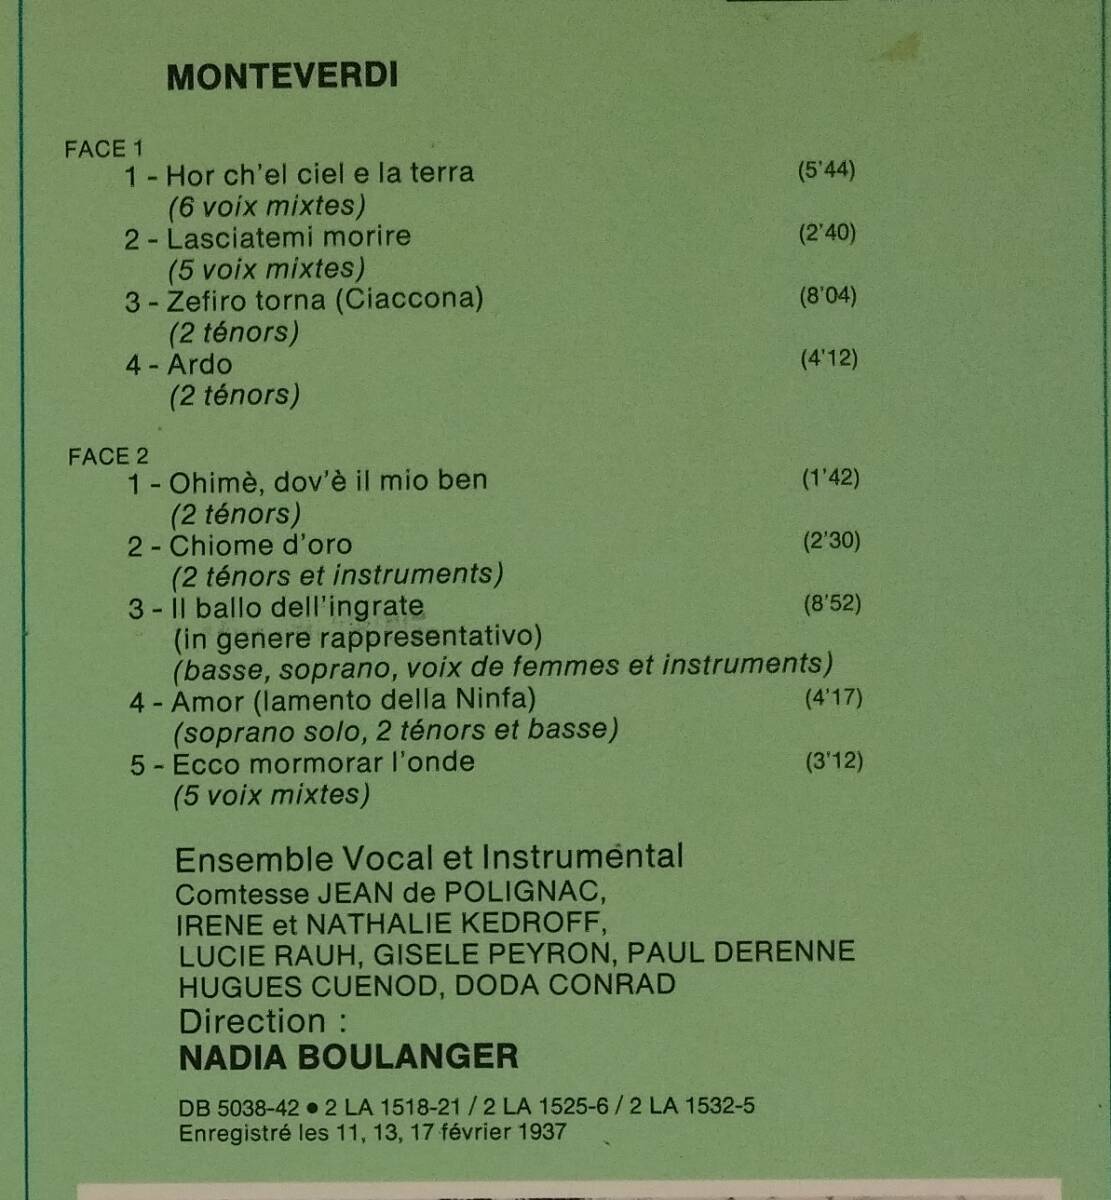 MONTEVERDI
FACE 1
1 - Hor ch'el ciel e la terra (5'44)
(6 voix mixtes)
2 - Lasciatemi morire (2'40)
(5 voix mixtes)
3 - Zefiro torna (Ciaccona) (8'04)
(2 ténors)
4 - Ardo (4'12)
(2 ténors)
FACE 2
1 - Ohimè, dov'è il mio ben (1'42)
(2 ténors)
2 - Chiome d'oro (2'30)
(2 ténors et instruments)
3 - Il ballo dell'ingrate (8'52)
(in genere rappresentativo)
(basse, soprano, voix de femmes et instruments)
4 - Amor (lamento della Ninfa) (4'17)
(soprano solo, 2 ténors et basse)
5 - Ecco mormorar l'onde (3'12)
(5 voix mixtes)
Ensemble Vocal et Instrumental
Comtesse JEAN de POLIGNAC,
IRENE et NATHALIE KEDROFF,
LUCIE RAUH, GISELE PEYRON, PAUL DERENNE
HUGUES CUENOD, DODA CONRAD
Direction :
NADIA BOULANGER
DB 5038-42 ● 2 LA 1518-21 / 2 LA 1525-6 / 2 LA 1532-5
Enregistré les 11, 13, 17 février 1937